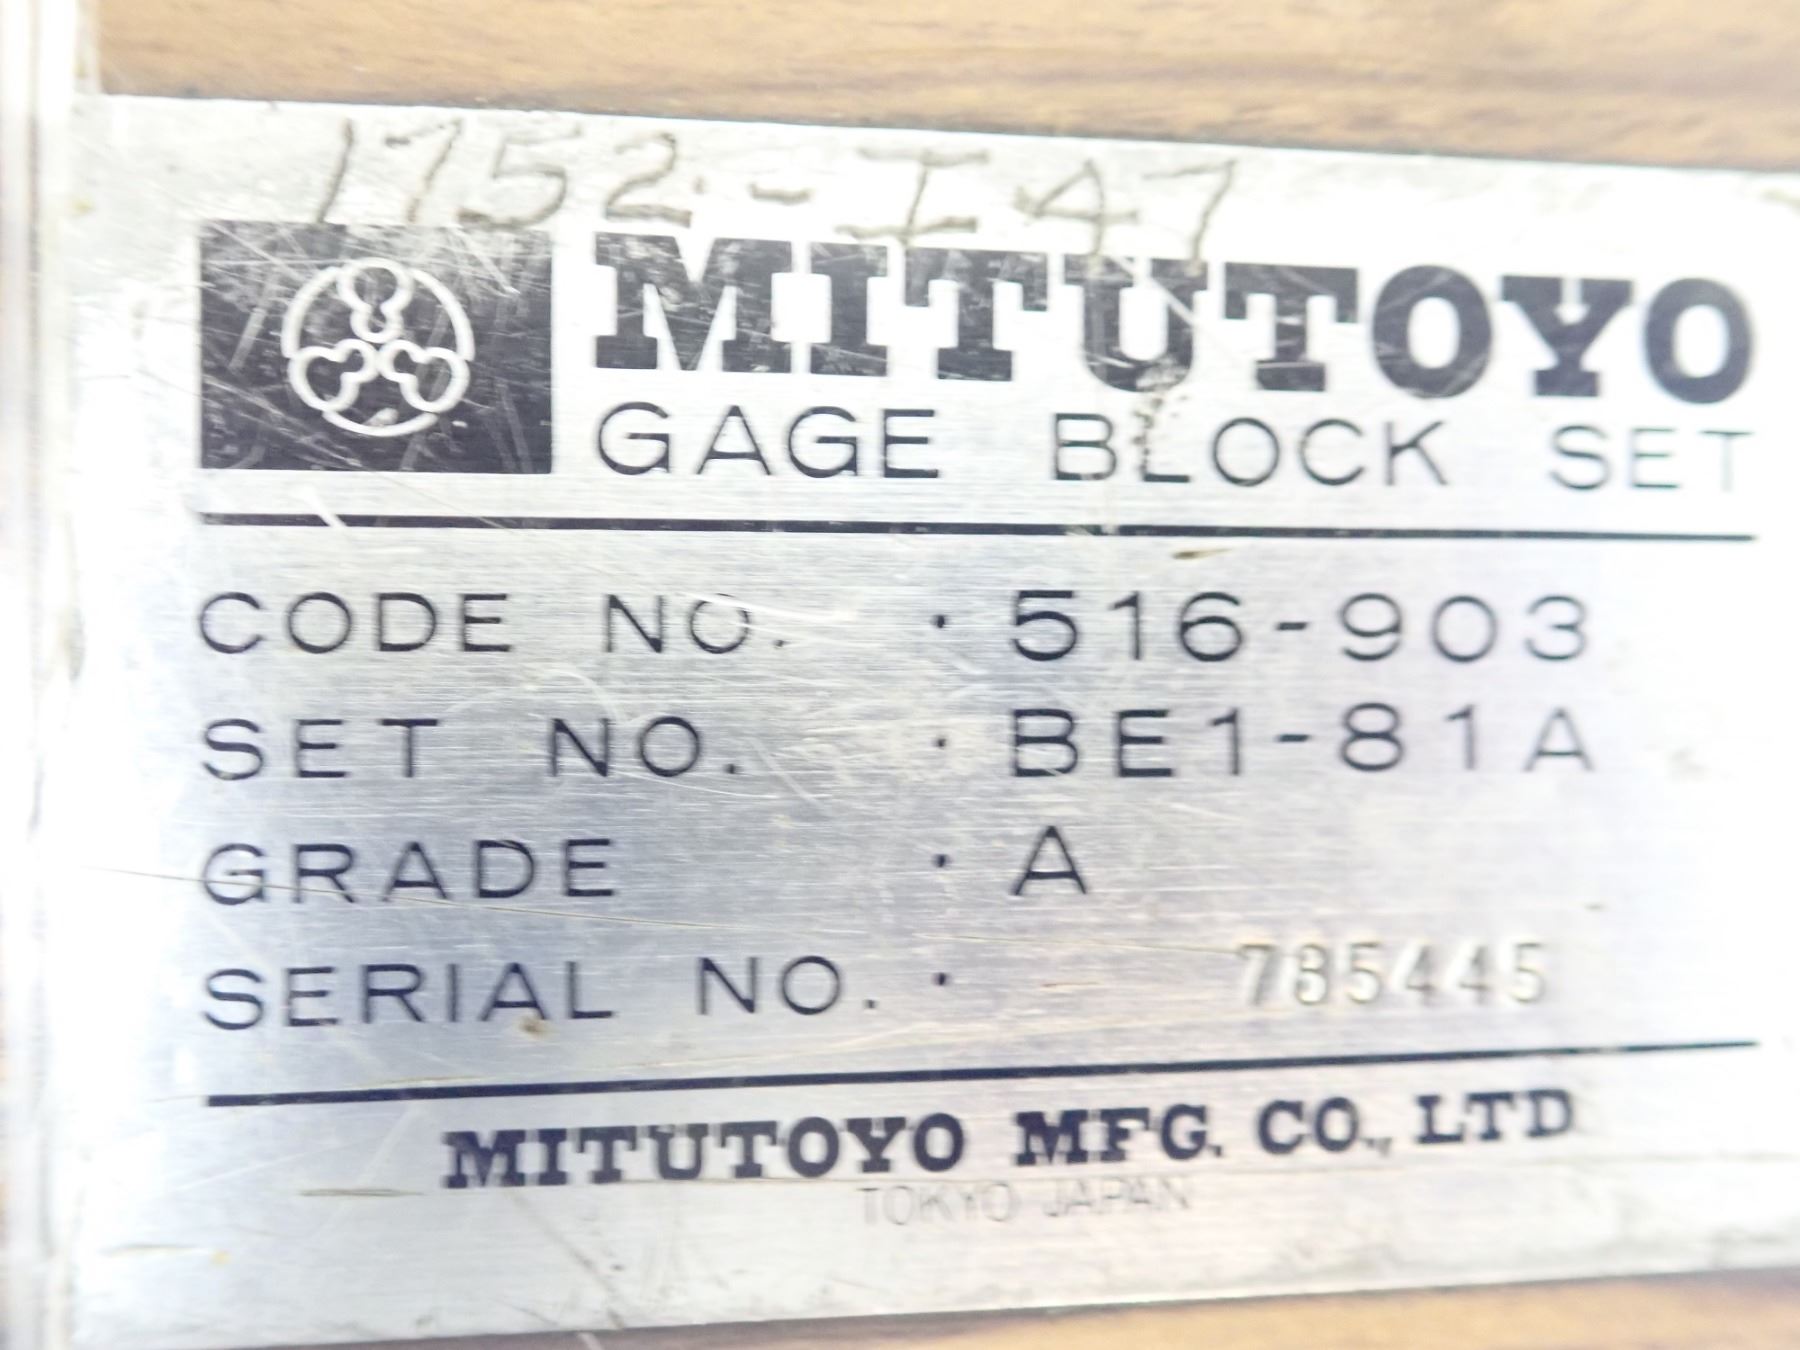 1752-I47
MITUTOYO
GAGE BLOCK SET
CODE NO. : 516-903
SET NO. : BE1-81A
GRADE : A
SERIAL NO. : 765445
MITUTOYO MFG. CO., LTD
TOKYO JAPAN